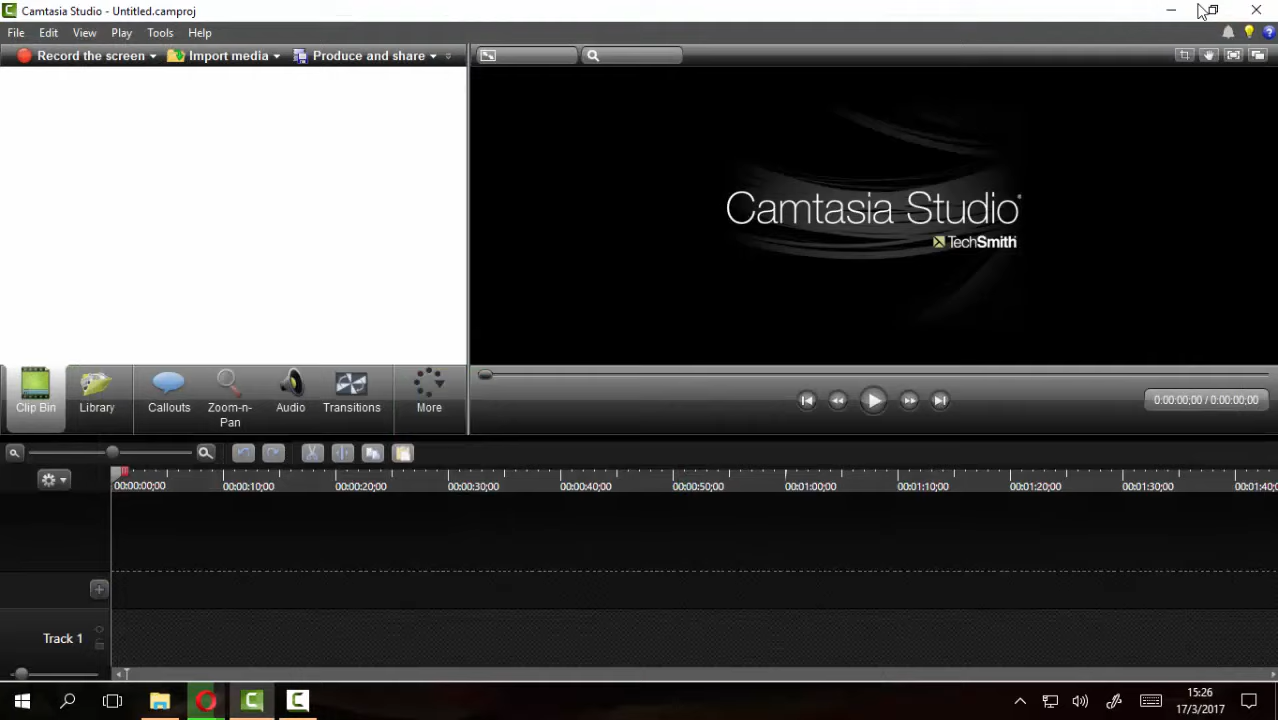 Camtasia Studio - Untitled.camproj
File Edit View Play Tools Help
Record the screen Import media Produce and share
Camtasia Studio®
TechSmith
Clip Bin Library Callouts Zoom-n-Pan Audio Transitions More
0:00:00;00 / 0:00:00;00
00:00:00;00 00:00:10;00 00:00:20;00 00:00:30;00 00:00:40;00 00:00:50;00 00:01:00;00 00:01:10;00 00:01:20;00 00:01:30;00 00:01:40;0
Track 1
15:26
17/3/2017